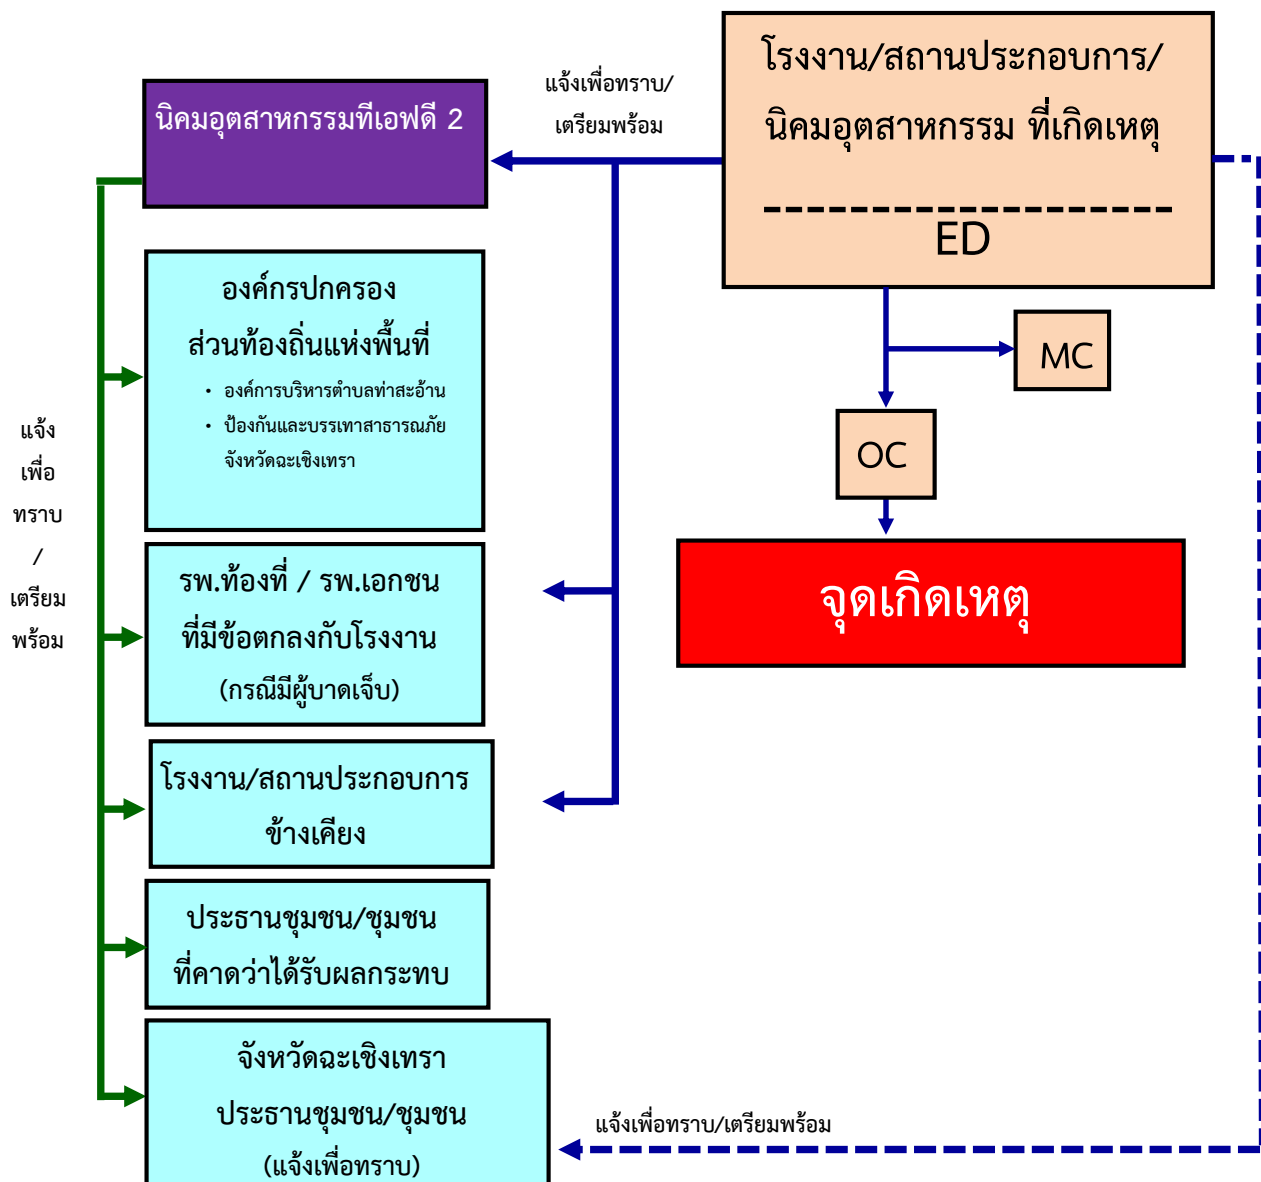 โรงงาน/สถานประกอบการ/
นิคมอุตสาหกรรม ที่เกิดเหตุ
ED
แจ้งเพื่อทราบ/
เตรียมพร้อม
นิคมอุตสาหกรรมทีเอฟดี 2
MC
OC
จุดเกิดเหตุ
แจ้ง
เพื่อ
ทราบ
/
เตรียม
พร้อม
องค์กรปกครอง
ส่วนท้องถิ่นแห่งพื้นที่
• องค์การบริหารตำบลท่าสะอ้าน
• ป้องกันและบรรเทาสาธารณภัย
จังหวัดฉะเชิงเทรา
รพ.ท้องที่ / รพ.เอกชน
ที่มีข้อตกลงกับโรงงาน
(กรณีมีผู้บาดเจ็บ)
โรงงาน/สถานประกอบการ
ข้างเคียง
ประธานชุมชน/ชุมชน
ที่คาดว่าได้รับผลกระทบ
จังหวัดฉะเชิงเทรา
ประธานชุมชน/ชุมชน
(แจ้งเพื่อทราบ)
แจ้งเพื่อทราบ/เตรียมพร้อม